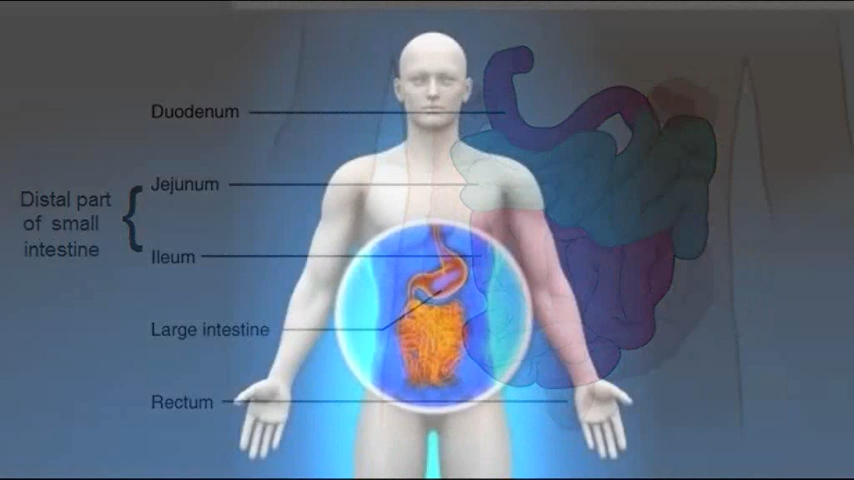 Duodenum
Jejunum
Distal part
of small
intestine
Ileum
Large intestine
Rectum